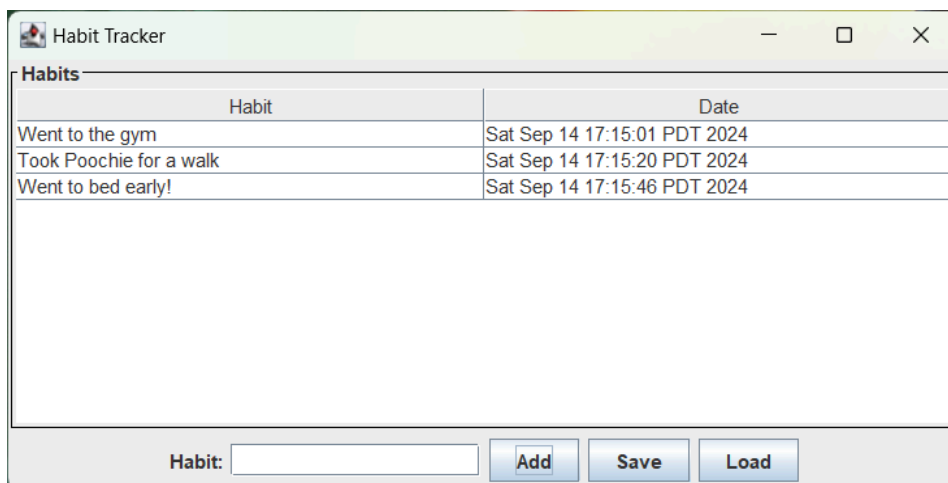 Habit Tracker
Habits
Habit Date
Went to the gym Sat Sep 14 17:15:01 PDT 2024
Took Poochie for a walk Sat Sep 14 17:15:20 PDT 2024
Went to bed early! Sat Sep 14 17:15:46 PDT 2024
Habit: Add Save Load